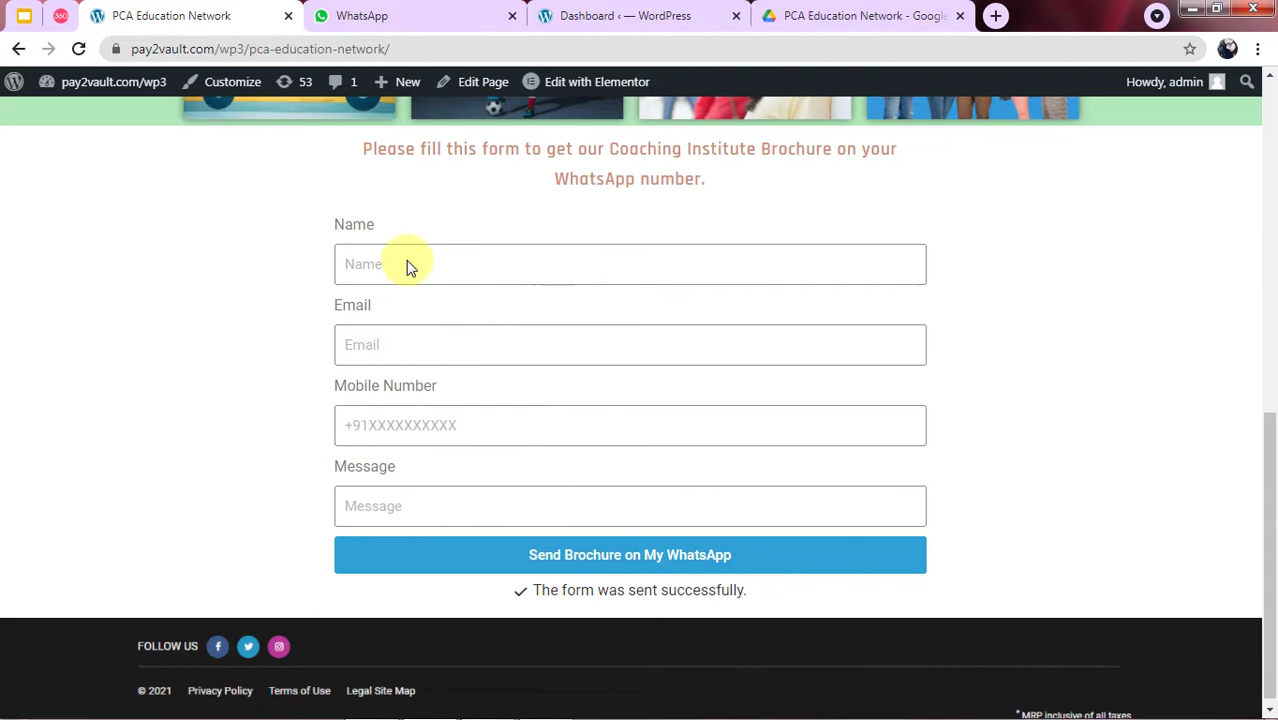 PCA Education Network
WhatsApp
Dashboard ‹ — WordPress
PCA Education Network - Google
pay2vault.com/wp3/pca-education-network/
pay2vault.com/wp3
Customize
53
1
New
Edit Page
Edit with Elementor
Howdy, admin
Please fill this form to get our Coaching Institute Brochure on your
WhatsApp number.
Name
Name
Email
Email
Mobile Number
+91XXXXXXXXXX
Message
Message
Send Brochure on My WhatsApp
The form was sent successfully.
FOLLOW US
© 2021 Privacy Policy Terms of Use Legal Site Map
* MRP inclusive of all taxes